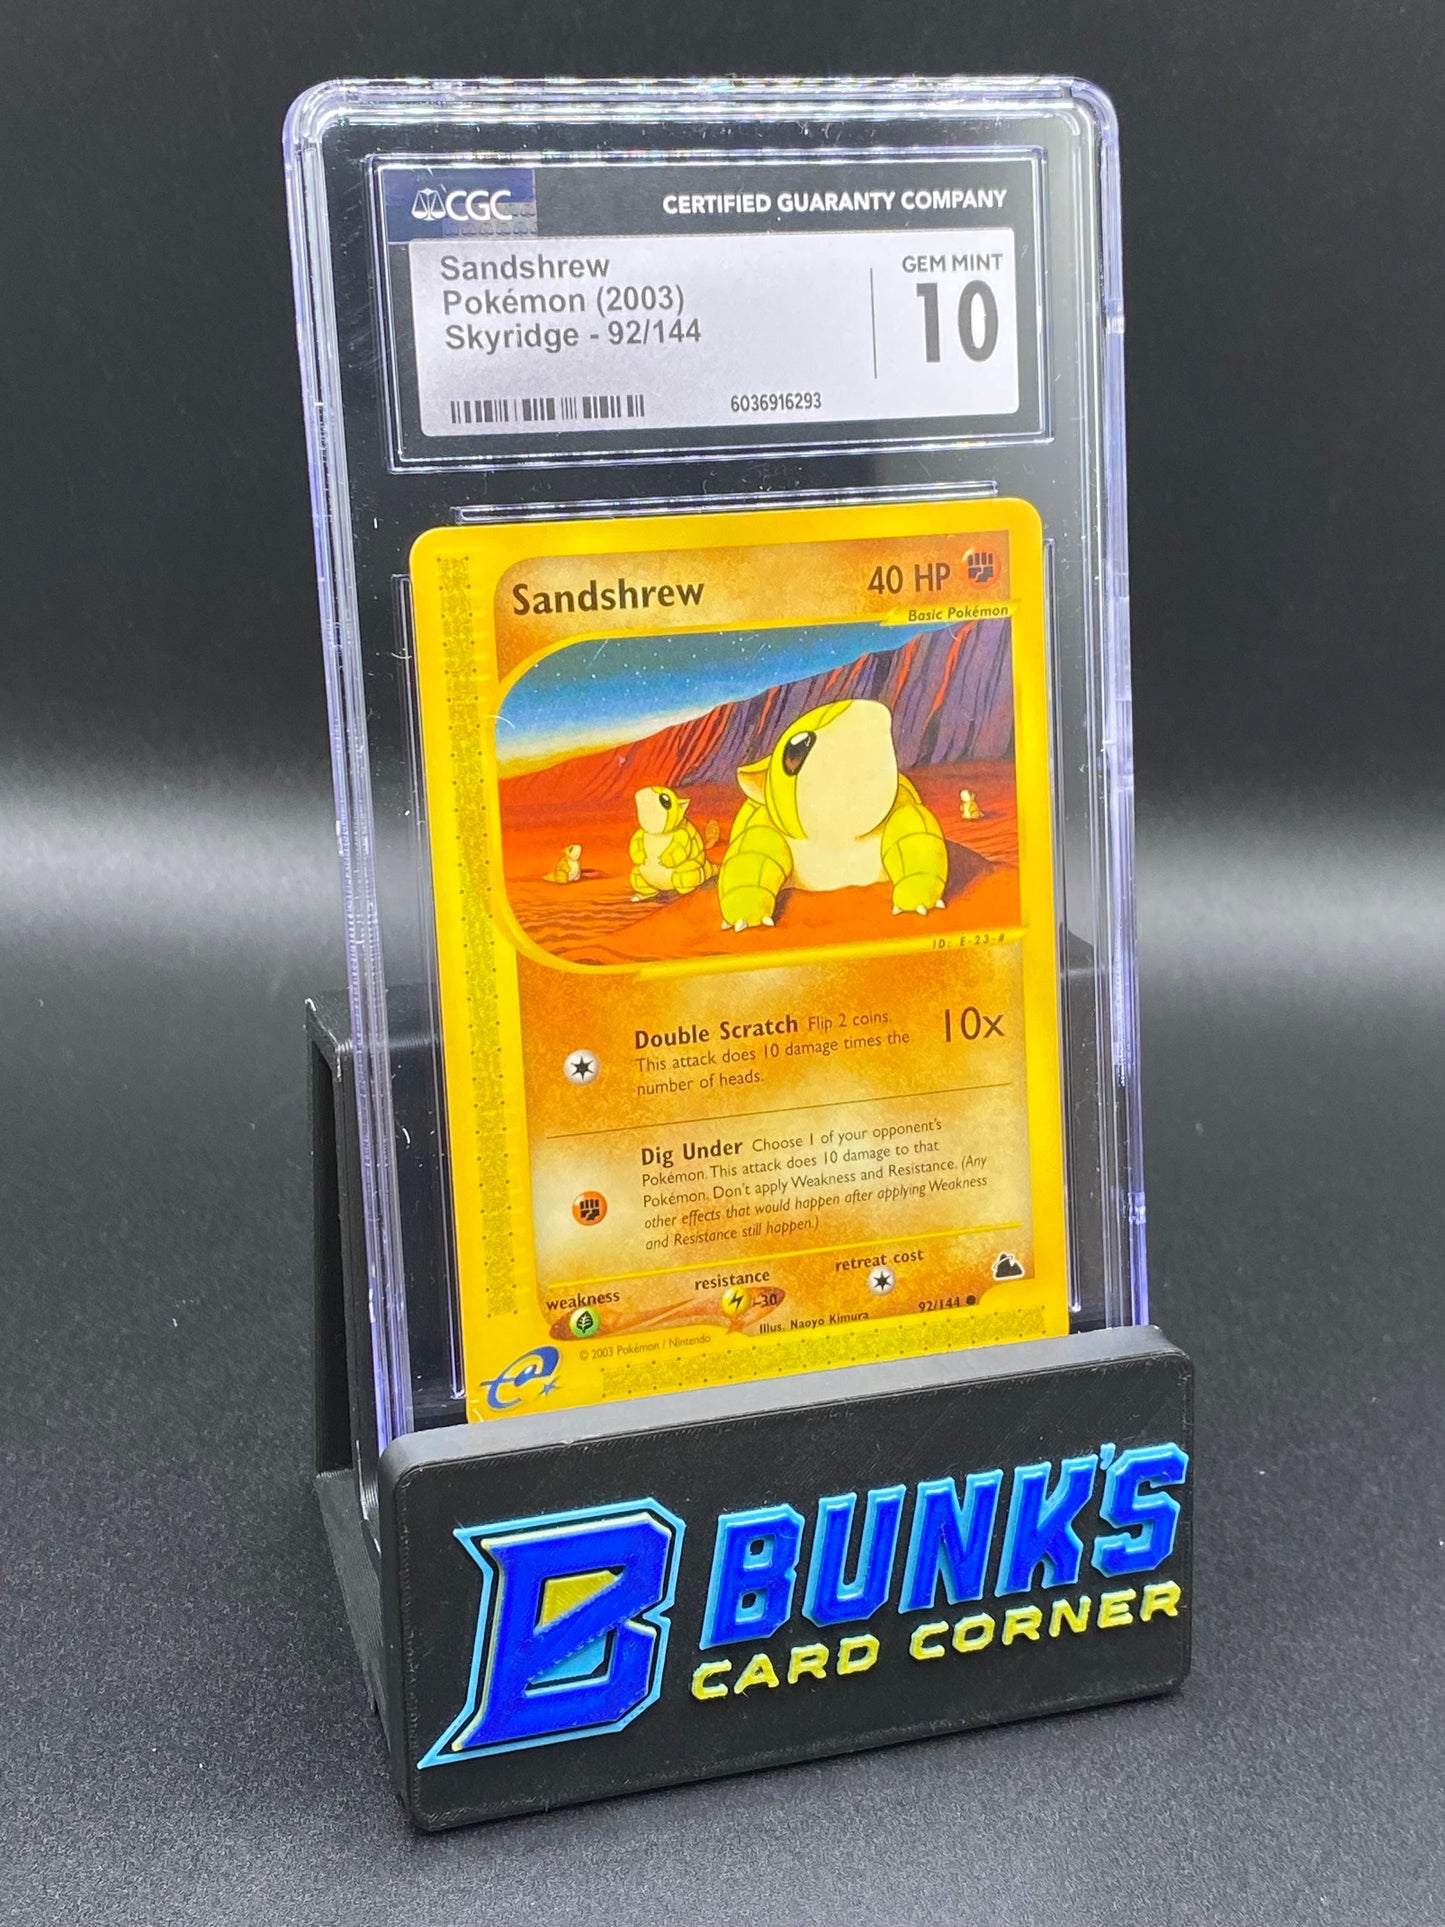 CGC
CERTIFIED GUARANTY COMPANY
Sandshrew
Pokémon (2003)
Skyridge - 92/144
GEM MINT
10
6036916293
Sandshrew
40 HP
Basic Pokémon
ID: E-23-#
Double Scratch Flip 2 coins.
This attack does 10 damage times the
number of heads.
10x
Dig Under Choose 1 of your opponent's
Pokémon. This attack does 10 damage to that
Pokémon. Don't apply Weakness and Resistance. (Any
other effects that would happen after applying Weakness
and Resistance still happen.)
weakness
resistance
-30
retreat cost
Illus. Naoyo Kimura
92/144
© 2003 Pokémon / Nintendo
e
B
BUNK'S
CARD CORNER